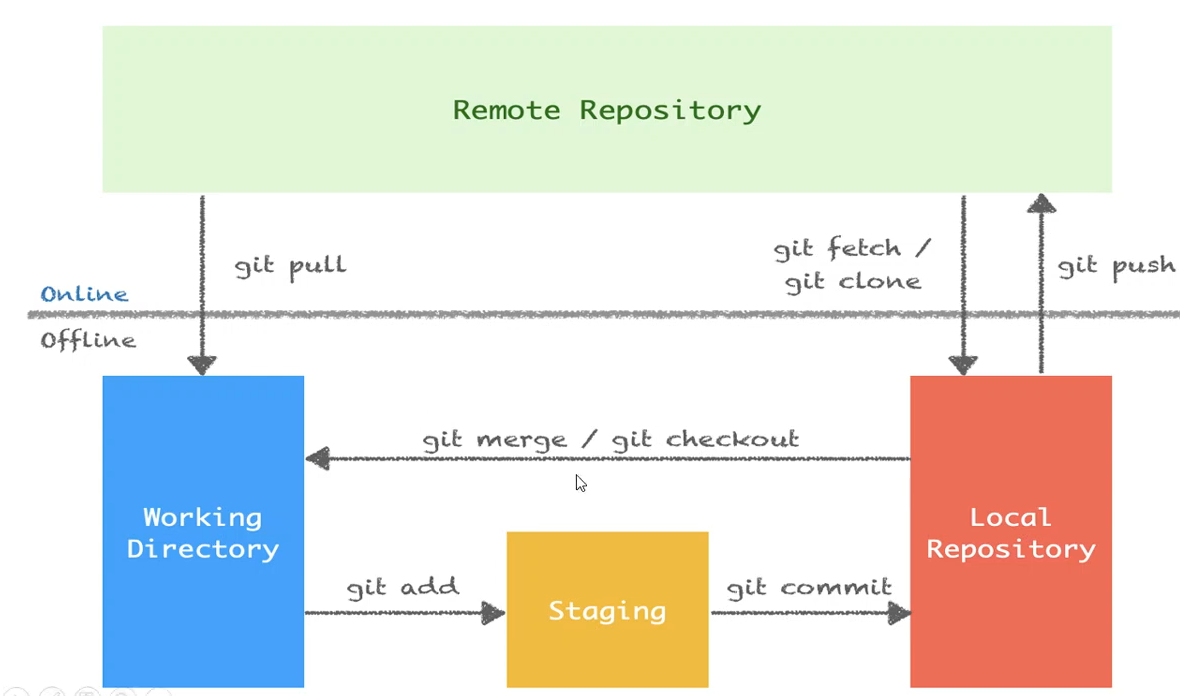 Remote Repository
git pull
git fetch /
git clone
git push
Online
Offline
git merge / git checkout
Working
Directory
Local
Repository
git add
Staging
git commit